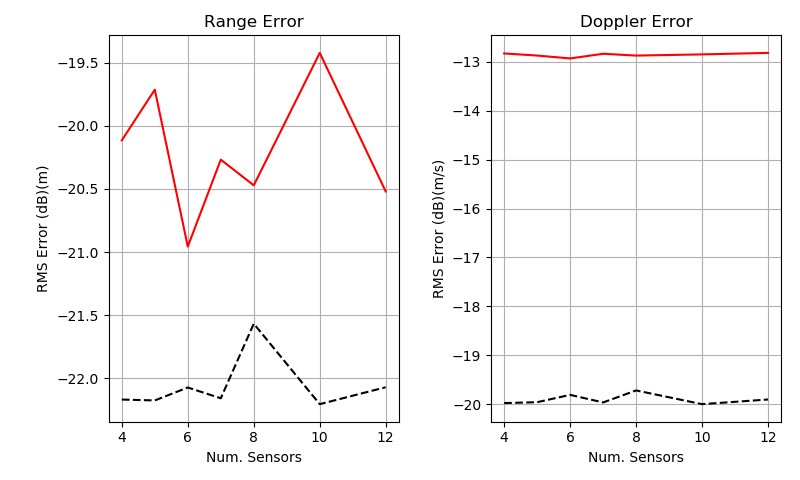 Range Error
RMS Error (dB)(m)
−19.5
−20.0
−20.5
−21.0
−21.5
−22.0
4 6 8 10 12
Num. Sensors
Doppler Error
RMS Error (dB)(m/s)
−13
−14
−15
−16
−17
−18
−19
−20
4 6 8 10 12
Num. Sensors